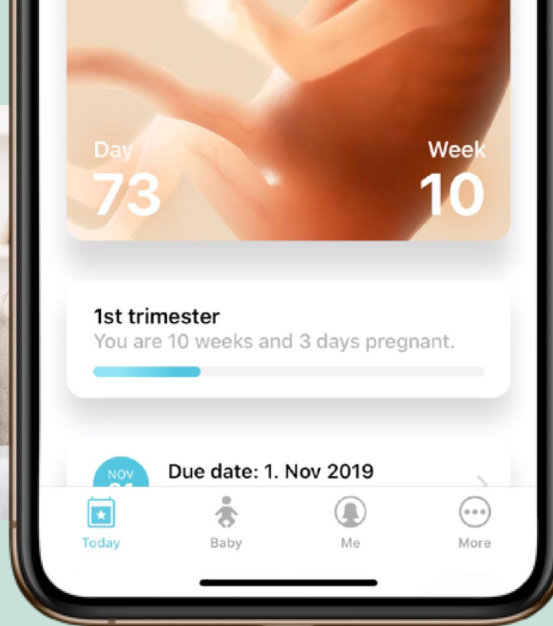 Day Week
73 10
1st trimester
You are 10 weeks and 3 days pregnant.
NOV
Due date: 1. Nov 2019
Today Baby Me More